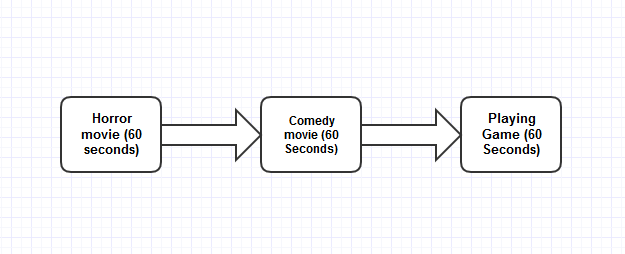 Horror
movie (60
seconds)
Comedy
movie (60
Seconds)
Playing
Game (60
Seconds)